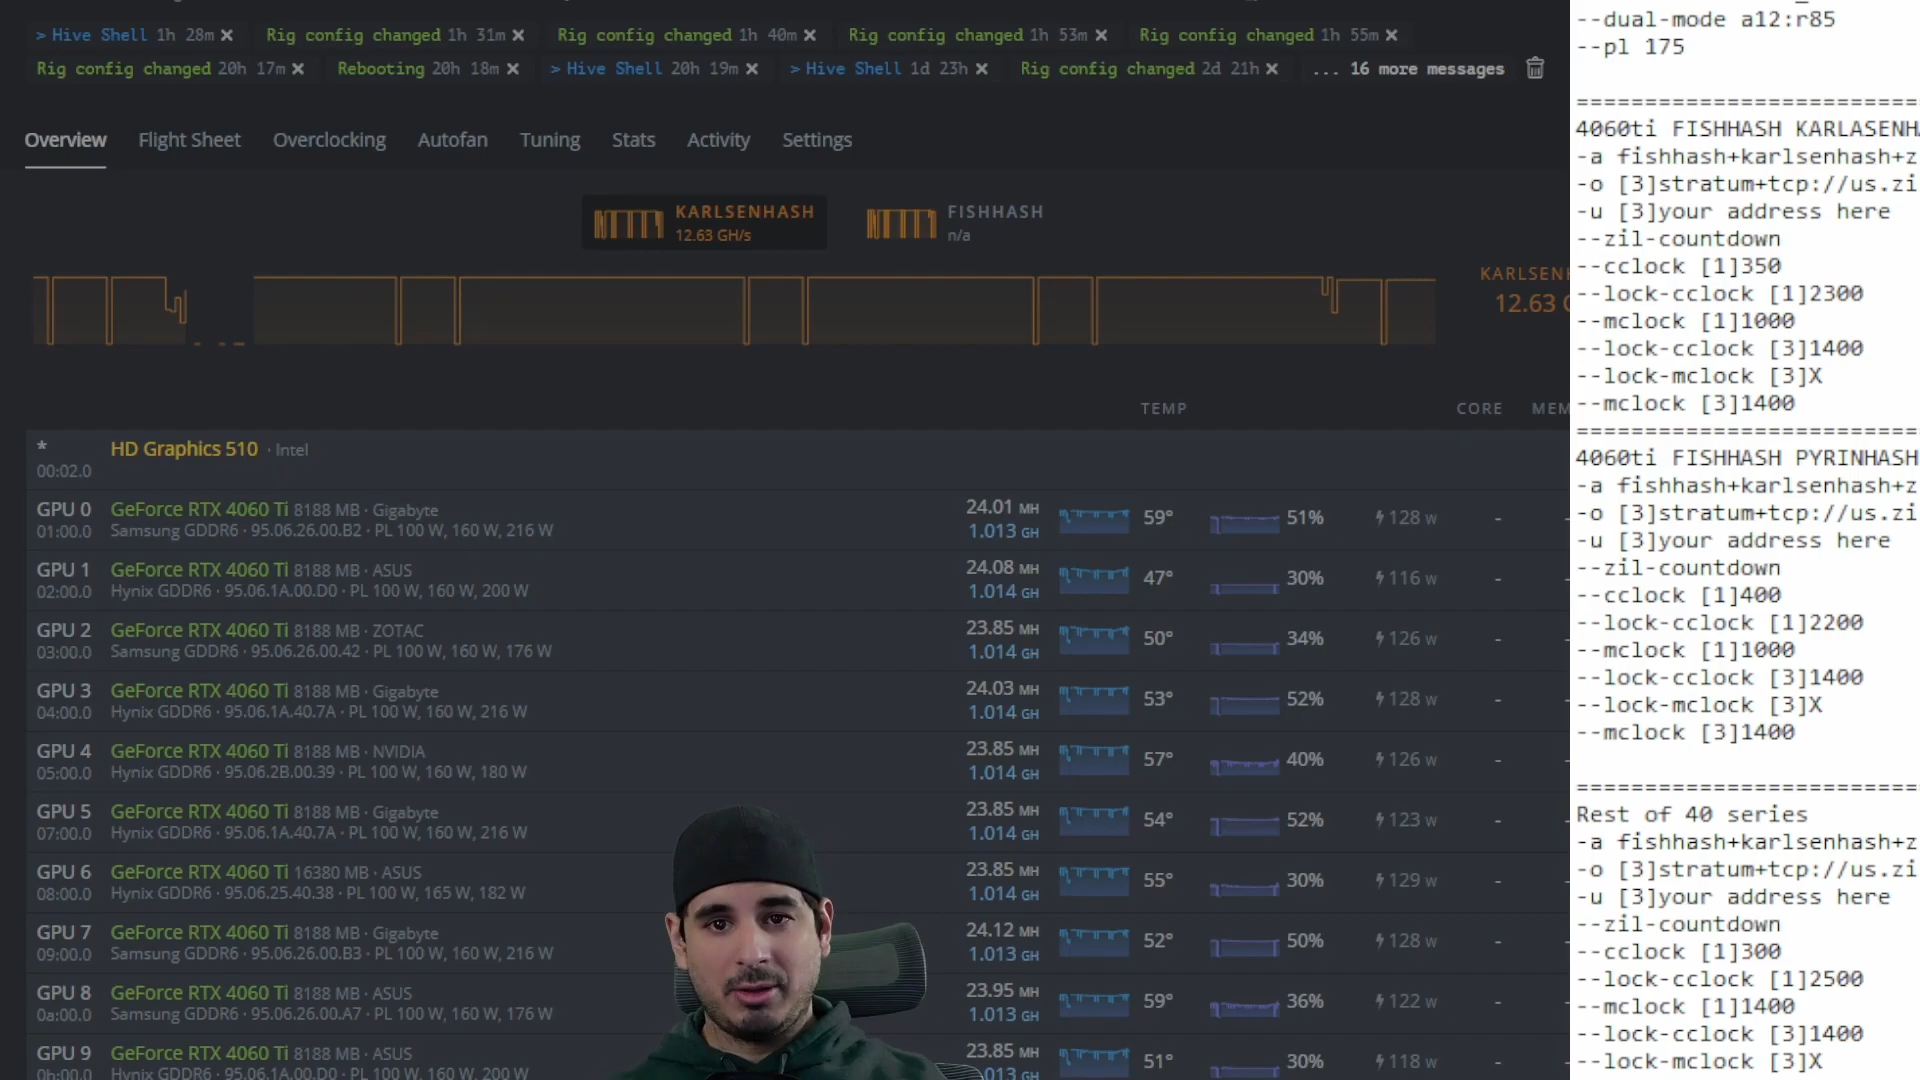 > Hive Shell 1h 28m ×
Rig config changed 1h 31m ×
Rig config changed 1h 40m ×
Rig config changed 1h 53m ×
Rig config changed 1h 55m ×
Rig config changed 20h 17m ×
Rebooting 20h 18m ×
> Hive Shell 20h 19m ×
> Hive Shell 1d 23h ×
Rig config changed 2d 21h ×
... 16 more messages
Overview
Flight Sheet
Overclocking
Autofan
Tuning
Stats
Activity
Settings
KARLSENHASH
12.63 GH/s
FISHHASH
n/a
KARLSENH
12.63 G
TEMP
CORE
MEM
* HD Graphics 510 · Intel
00:02.0
GPU 0 GeForce RTX 4060 Ti 8188 MB · Gigabyte 24.01 MH 59° 51% 128 W - -
01:00.0 Samsung GDDR6 · 95.06.26.00.B2 · PL 100 W, 160 W, 216 W 1.013 GH
GPU 1 GeForce RTX 4060 Ti 8188 MB · ASUS 24.08 MH 47° 30% 116 W - -
02:00.0 Hynix GDDR6 · 95.06.1A.00.D0 · PL 100 W, 160 W, 200 W 1.014 GH
GPU 2 GeForce RTX 4060 Ti 8188 MB · ZOTAC 23.85 MH 50° 34% 126 W - -
03:00.0 Samsung GDDR6 · 95.06.26.00.42 · PL 100 W, 160 W, 176 W 1.014 GH
GPU 3 GeForce RTX 4060 Ti 8188 MB · Gigabyte 24.03 MH 53° 52% 128 W - -
04:00.0 Hynix GDDR6 · 95.06.1A.40.7A · PL 100 W, 160 W, 216 W 1.014 GH
GPU 4 GeForce RTX 4060 Ti 8188 MB · NVIDIA 23.85 MH 57° 40% 126 W - -
05:00.0 Hynix GDDR6 · 95.06.2B.00.39 · PL 100 W, 160 W, 180 W 1.014 GH
GPU 5 GeForce RTX 4060 Ti 8188 MB · Gigabyte 23.85 MH 54° 52% 123 W - -
07:00.0 Hynix GDDR6 · 95.06.1A.40.7A · PL 100 W, 160 W, 216 W 1.014 GH
GPU 6 GeForce RTX 4060 Ti 16380 MB · ASUS 23.85 MH 55° 30% 129 W - -
08:00.0 Hynix GDDR6 · 95.06.25.40.38 · PL 100 W, 165 W, 182 W 1.014 GH
GPU 7 GeForce RTX 4060 Ti 8188 MB · Gigabyte 24.12 MH 52° 50% 128 W - -
09:00.0 Samsung GDDR6 · 95.06.26.00.B3 · PL 100 W, 160 W, 216 W 1.013 GH
GPU 8 GeForce RTX 4060 Ti 8188 MB · ASUS 23.95 MH 59° 36% 122 W - -
0a:00.0 Samsung GDDR6 · 95.06.26.00.A7 · PL 100 W, 160 W, 176 W 1.013 GH
GPU 9 GeForce RTX 4060 Ti 8188 MB · ASUS 23.85 MH 51° 30% 118 W - -
0b:00.0 Hynix GDDR6 · 95.06.1A.00.D0 · PL 100 W, 160 W, 200 W 013 GH
--dual-mode a12:r85
--pl 175
=========================
4060ti FISHHASH KARLASENHA
-a fishhash+karlsenhash+z
-o [3]stratum+tcp://us.zi
-u [3]your address here
--zil-countdown
--cclock [1]350
--lock-cclock [1]2300
--mclock [1]1000
--lock-cclock [3]1400
--lock-mclock [3]X
--mclock [3]1400
=========================
4060ti FISHHASH PYRINHASH
-a fishhash+karlsenhash+z
-o [3]stratum+tcp://us.zi
-u [3]your address here
--zil-countdown
--cclock [1]400
--lock-cclock [1]2200
--mclock [1]1000
--lock-cclock [3]1400
--lock-mclock [3]X
--mclock [3]1400
=========================
Rest of 40 series
-a fishhash+karlsenhash+z
-o [3]stratum+tcp://us.zi
-u [3]your address here
--zil-countdown
--cclock [1]300
--lock-cclock [1]2500
--mclock [1]1400
--lock-cclock [3]1400
--lock-mclock [3]X